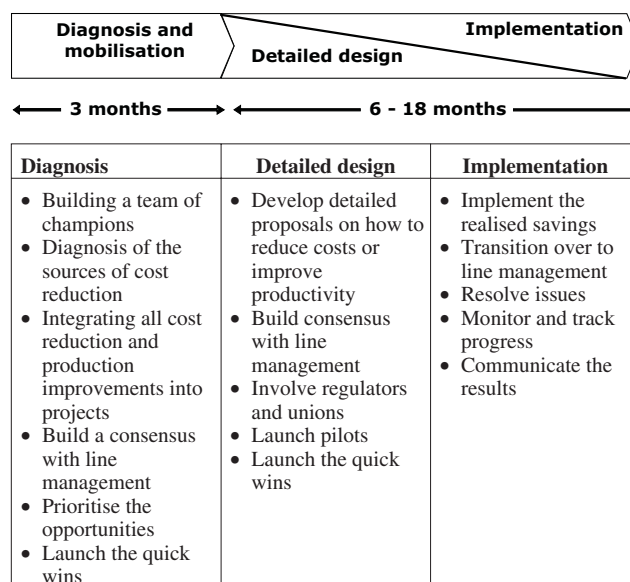 Diagnosis and
mobilisation
Implementation
Detailed design
3 months
6 - 18 months
Diagnosis
• Building a team of
champions
• Diagnosis of the
sources of cost
reduction
• Integrating all cost
reduction and
production
improvements into
projects
• Build a consensus
with line
management
• Prioritise the
opportunities
• Launch the quick
wins
Detailed design
• Develop detailed
proposals on how to
reduce costs or
improve
productivity
• Build consensus
with line
management
• Involve regulators
and unions
• Launch pilots
• Launch the quick
wins
Implementation
• Implement the
realised savings
• Transition over to
line management
• Resolve issues
• Monitor and track
progress
• Communicate the
results